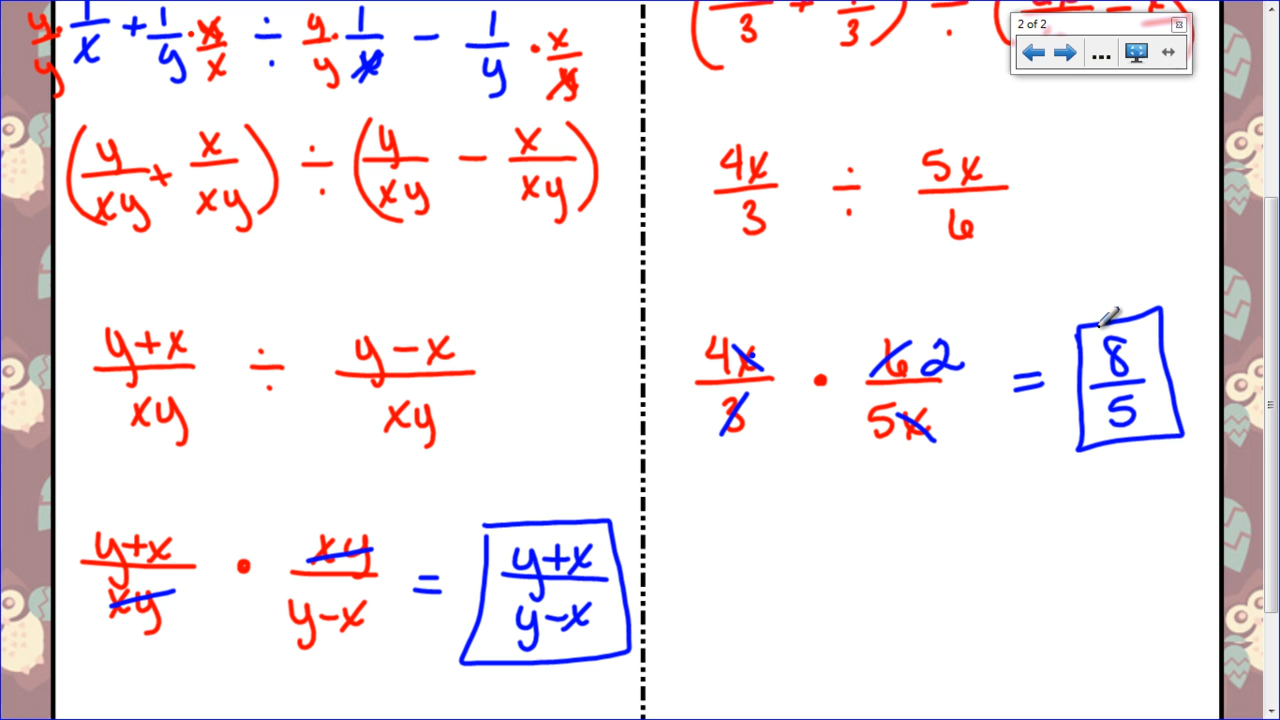 y/y · 1/x + 1/y · x/x ÷ y/y · 1/x − 1/y · x/x
(y/xy + x/xy) ÷ (y/xy − x/xy)
(y+x)/xy ÷ (y−x)/xy
(y+x)/xy · xy/(y−x) = (y+x)/(y−x)
2 of 2
...
4x/3 ÷ 5x/6
4x/3 · 6 2/5x = 8/5